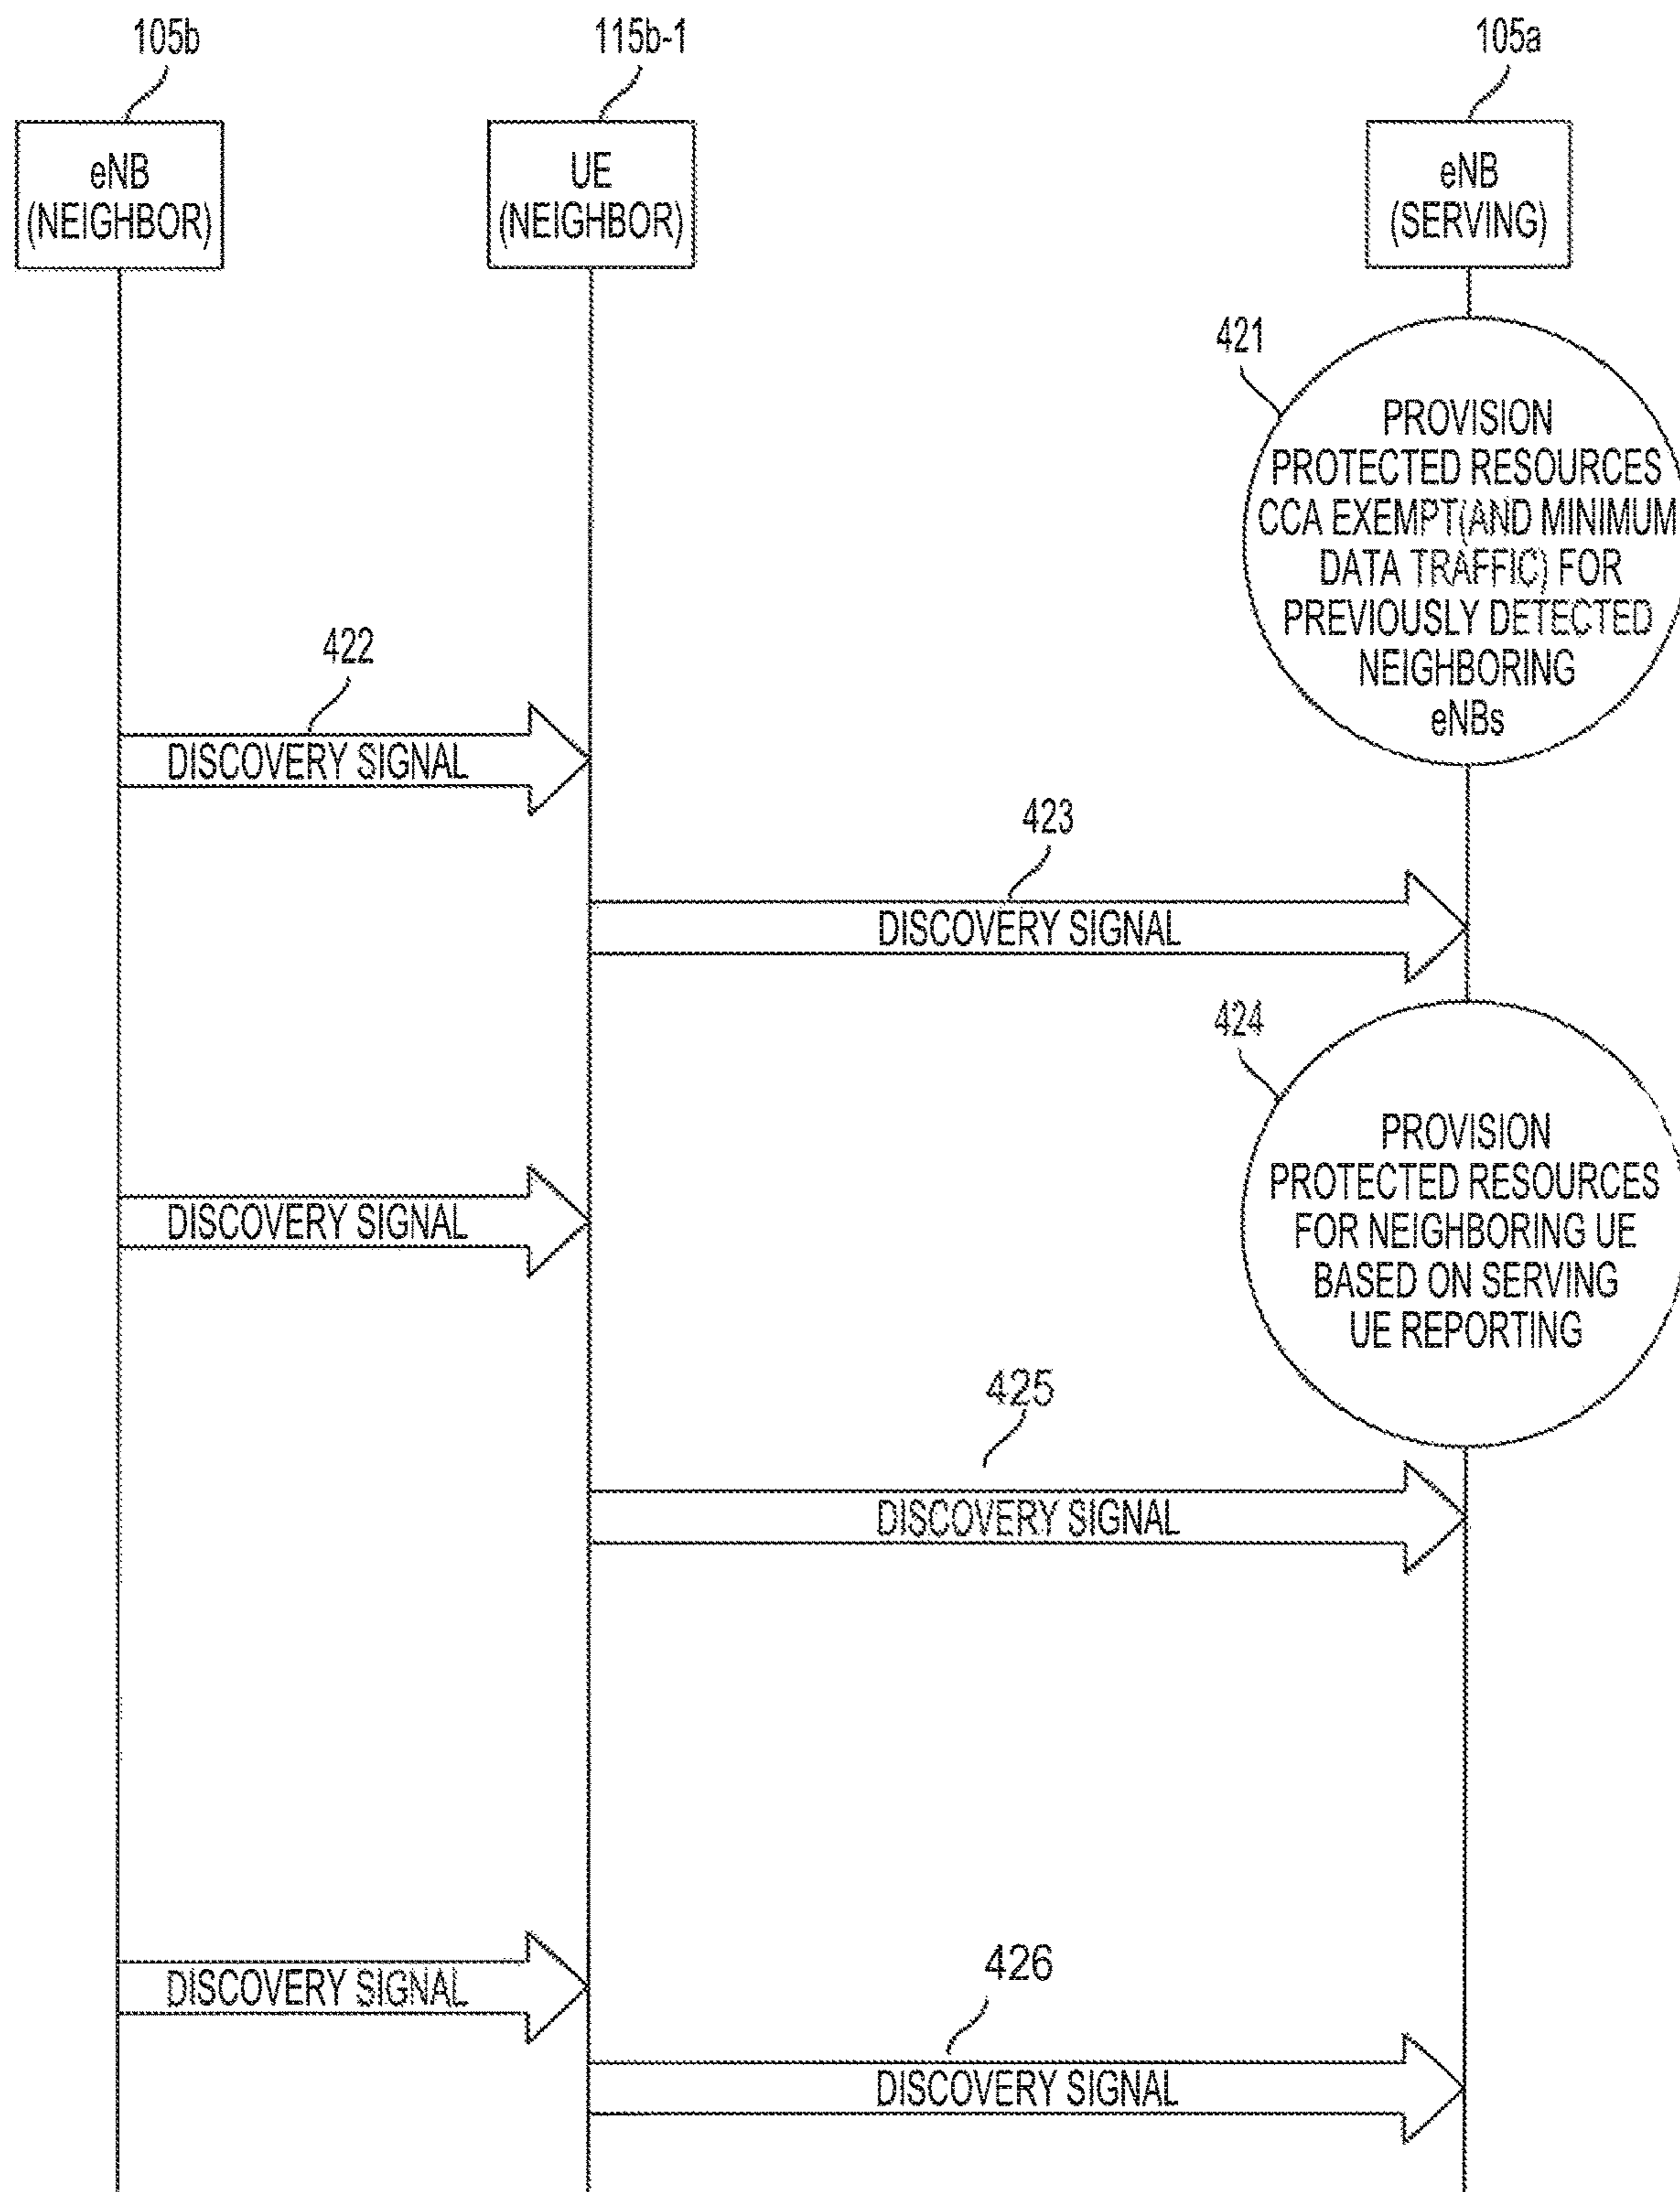 105b
115b-1
105a
eNB
(NEIGHBOR)
UE
(NEIGHBOR)
eNB
(SERVING)
421
PROVISION
PROTECTED RESOURCES
CCA EXEMPT(AND MINIMUM
DATA TRAFFIC) FOR
PREVIOUSLY DETECTED
NEIGHBORING
eNBs
422
DISCOVERY SIGNAL
423
DISCOVERY SIGNAL
424
PROVISION
PROTECTED RESOURCES
FOR NEIGHBORING UE
BASED ON SERVING
UE REPORTING
DISCOVERY SIGNAL
425
DISCOVERY SIGNAL
DISCOVERY SIGNAL
426
DISCOVERY SIGNAL